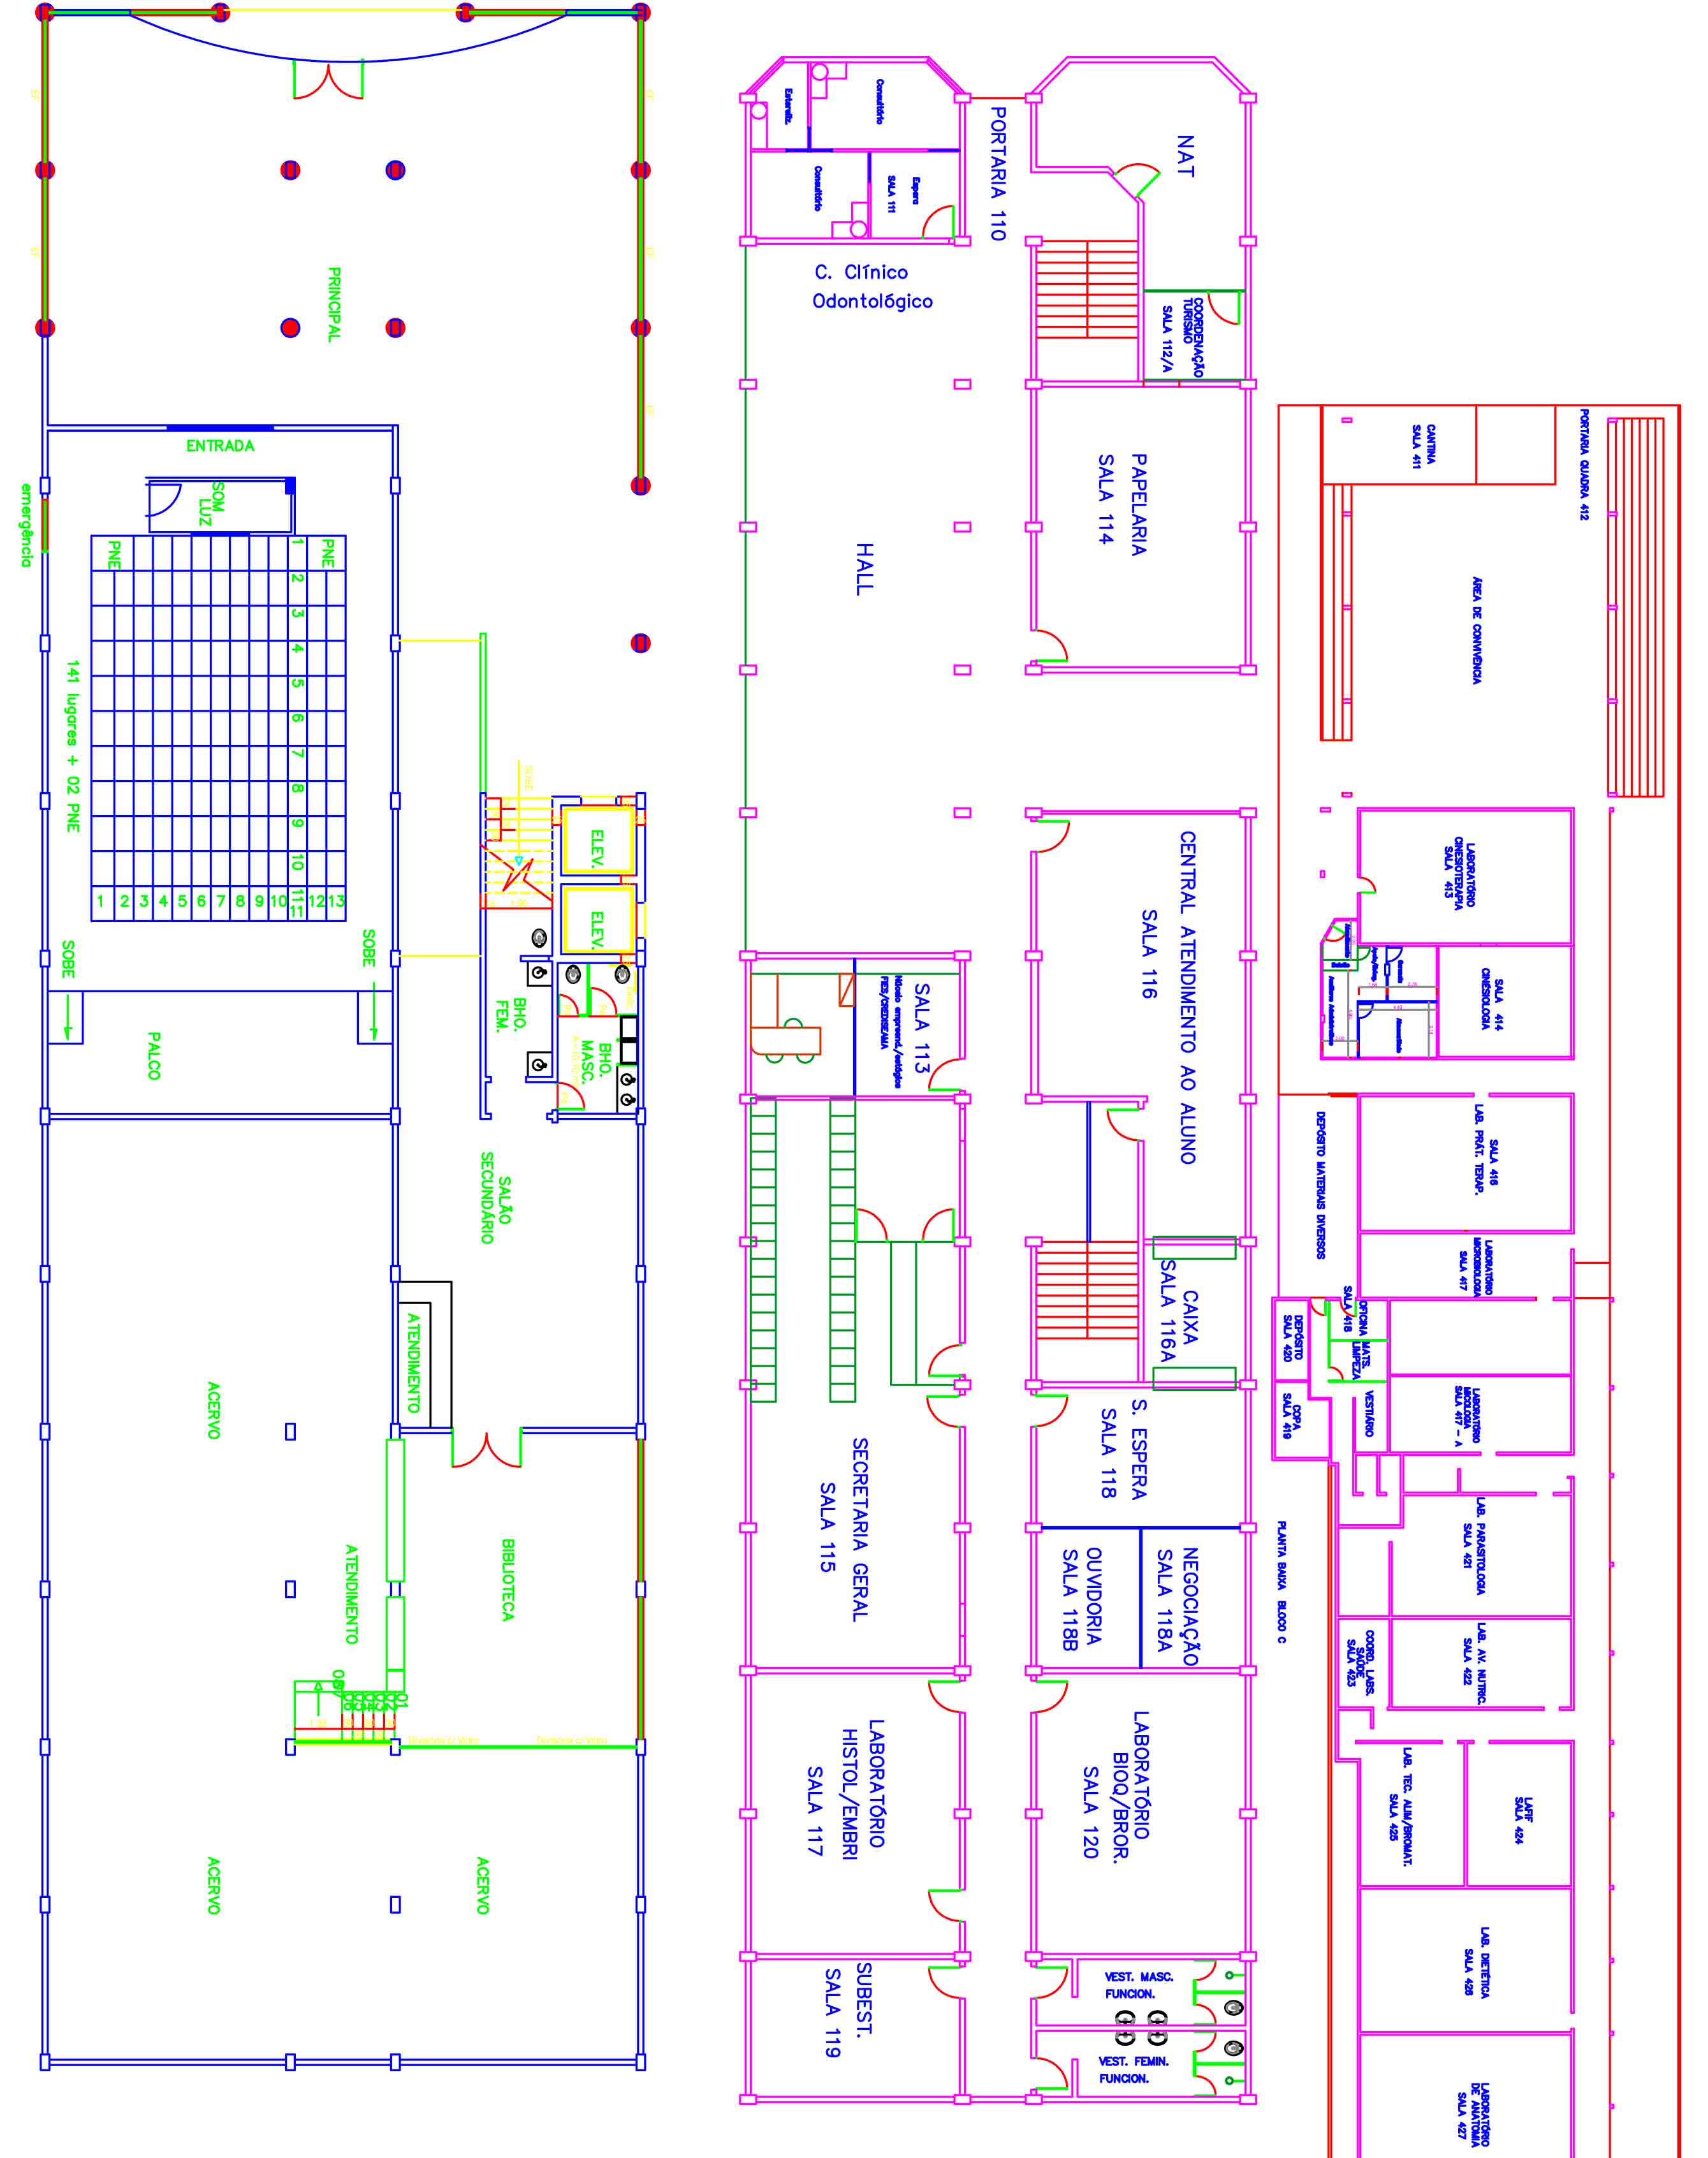 PRINCIPAL
ENTRADA
SOM
LUZ
emergência
PNE
PNE
1
2
3
4
5
6
7
8
9
10
11
1
2
3
4
5
6
7
8
9
10
11
12
13
141 lugares + 02 PNE
SOBE
SOBE
PALCO
ELEV.
ELEV.
BHO.
FEM.
BHO.
MASC.
SALÃO
SECUNDÁRIO
ATENDIMENTO
ACERVO
ATENDIMENTO
BIBLIOTECA
ACERVO
ACERVO
Consultório
Estereliz.
Consultório
Espera
SALA 111
C. Clínico
Odontológico
PORTARIA 110
NAT
COORDENAÇÃO
TURISMO
SALA 112/A
PAPELARIA
SALA 114
HALL
CENTRAL ATENDIMENTO AO ALUNO
SALA 116
SALA 113
Núcleo empreend./estágios
FIES/CREDISEAMA
CAIXA
SALA 116A
S. ESPERA
SALA 118
SECRETARIA GERAL
SALA 115
NEGOCIAÇÃO
SALA 118A
OUVIDORIA
SALA 118B
LABORATÓRIO
HISTOL/EMBRI
SALA 117
LABORATÓRIO
BIOQ/BROR.
SALA 120
SUBEST.
SALA 119
VEST. MASC.
FUNCION.
VEST. FEMIN.
FUNCION.
PORTARIA QUADRA 412
CANTINA
SALA 411
ÁREA DE CONVIVÊNCIA
LABORATÓRIO
CINESIOTERAPIA
SALA 413
SALA 414
CINÉSIOLOGIA
SALA 416
LAB. PRÁT. TERAP.
DEPÓSITO MATERIAIS DIVERSOS
LABORATÓRIO
MICROBIOLOGIA
SALA 417
OFICINA
SALA 418
MATS.
LIMPEZA
DEPÓSITO
SALA 420
COPA
SALA 419
VESTIÁRIO
LABORATÓRIO
MICOLOGIA
SALA 417 - A
LAB. PARASITOLOGIA
SALA 421
PLANTA BAIXA BLOCO C
LAB. AV. NUTRIC.
SALA 422
COORD. LABS.
SAÚDE
SALA 423
LAFIF
SALA 424
LAB. TEC. ALIM/BROMAT.
SALA 425
LAB. DIETÉTICA
SALA 426
LABORATÓRIO
DE ANATOMIA
SALA 427